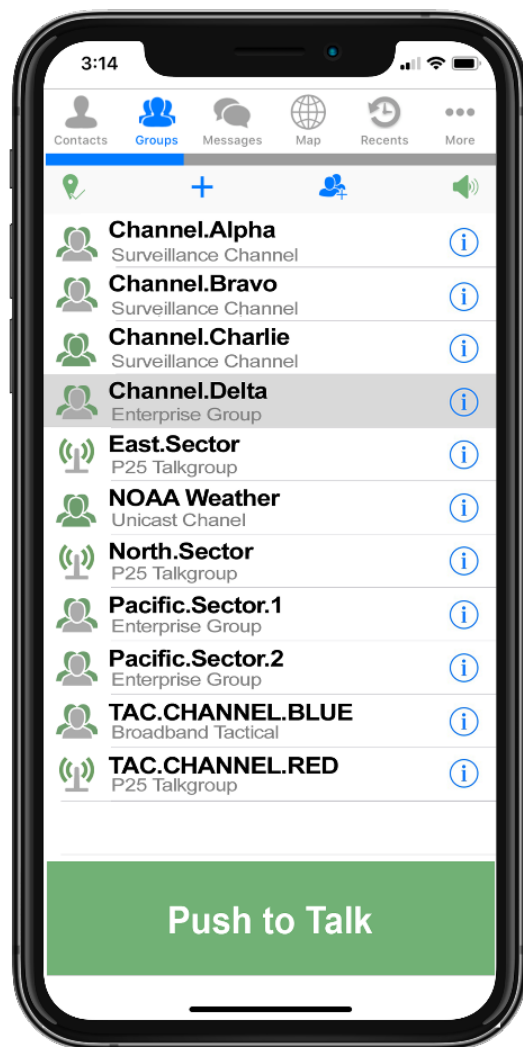 3:14
Contacts Groups Messages Map Recents More
Channel.Alpha
Surveillance Channel
Channel.Bravo
Surveillance Channel
Channel.Charlie
Surveillance Channel
Channel.Delta
Enterprise Group
East.Sector
P25 Talkgroup
NOAA Weather
Unicast Chanel
North.Sector
P25 Talkgroup
Pacific.Sector.1
Enterprise Group
Pacific.Sector.2
Enterprise Group
TAC.CHANNEL.BLUE
Broadband Tactical
TAC.CHANNEL.RED
P25 Talkgroup
Push to Talk